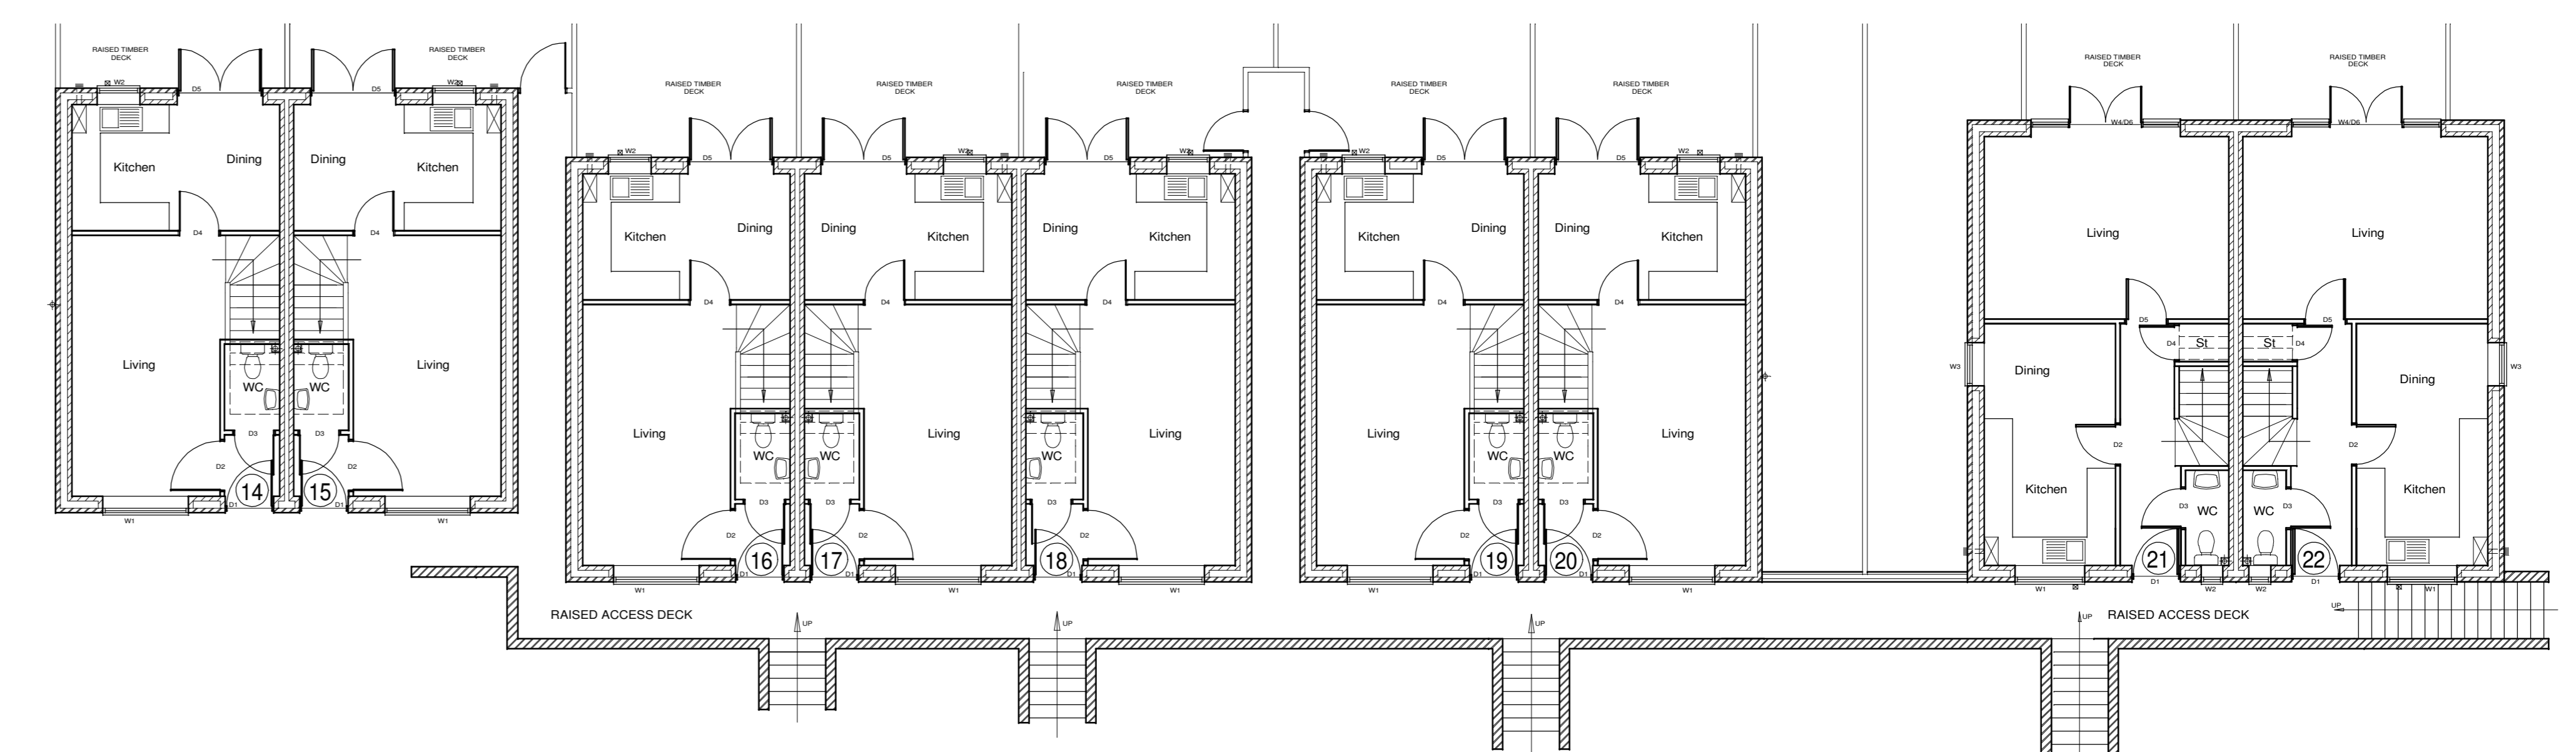 RAISED TIMBER
DECK
RAISED TIMBER
DECK
W2
D5
D5
W2
Kitchen
Dining
Dining
Kitchen
D4
D4
Living
Living
WC
WC
D3
D3
D2
D2
14
15
D1
D1
W1
W1
RAISED TIMBER
DECK
RAISED TIMBER
DECK
RAISED TIMBER
DECK
W2
D5
D5
W2
D5
W2
Kitchen
Dining
Dining
Kitchen
Dining
Kitchen
D4
D4
D4
Living
Living
Living
WC
WC
WC
D3
D3
D3
D2
D2
D2
16
17
18
D1
D1
D1
W1
W1
W1
RAISED TIMBER
DECK
RAISED TIMBER
DECK
W2
D5
D5
W2
Kitchen
Dining
Dining
Kitchen
D4
D4
Living
Living
WC
WC
D3
D3
D2
D2
19
20
D1
D1
W1
W1
RAISED TIMBER
DECK
RAISED TIMBER
DECK
W4/D6
W4/D6
Living
Living
D5
D5
D4
St
St
D4
W3
Dining
Dining
W3
D2
D2
Kitchen
Kitchen
D3
WC
WC
D3
21
22
D1
D1
W1
W2
W2
W1
UP
RAISED ACCESS DECK
UP
UP
UP
UP
RAISED ACCESS DECK